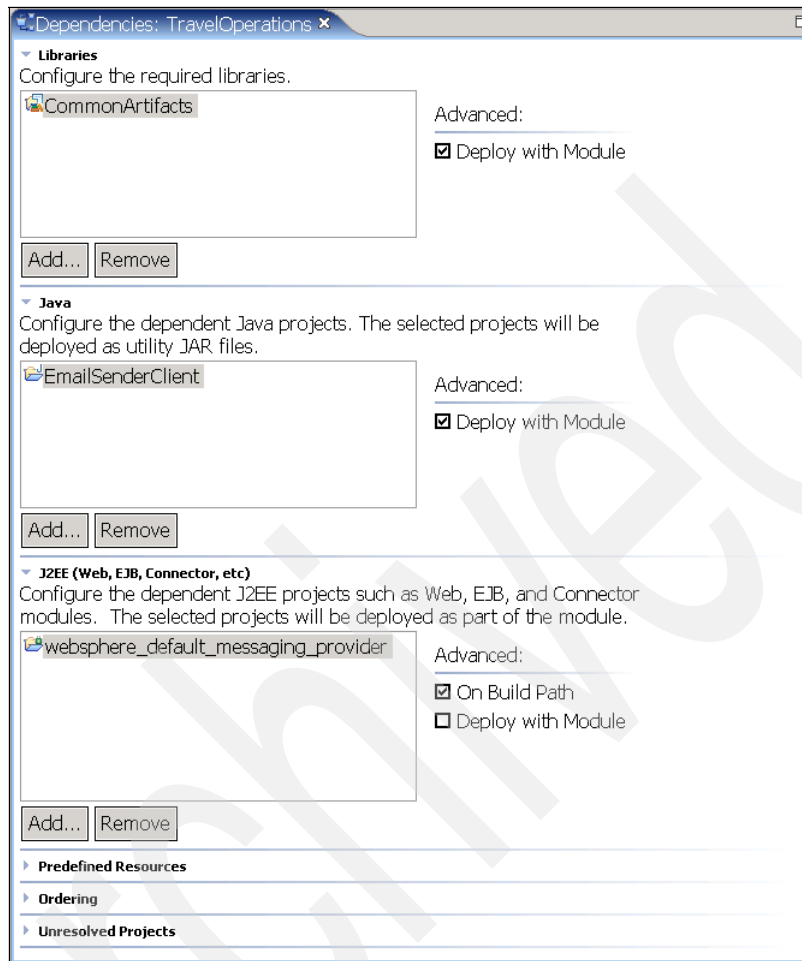 Dependencies: TravelOperations
Libraries
Configure the required libraries.
CommonArtifacts
Advanced:
Deploy with Module
Add... Remove
Java
Configure the dependent Java projects. The selected projects will be
deployed as utility JAR files.
EmailSenderClient
Advanced:
Deploy with Module
Add... Remove
J2EE (Web, EJB, Connector, etc)
Configure the dependent J2EE projects such as Web, EJB, and Connector
modules. The selected projects will be deployed as part of the module.
websphere_default_messaging_provider
Advanced:
On Build Path
Deploy with Module
Add... Remove
Predefined Resources
Ordering
Unresolved Projects
rchived